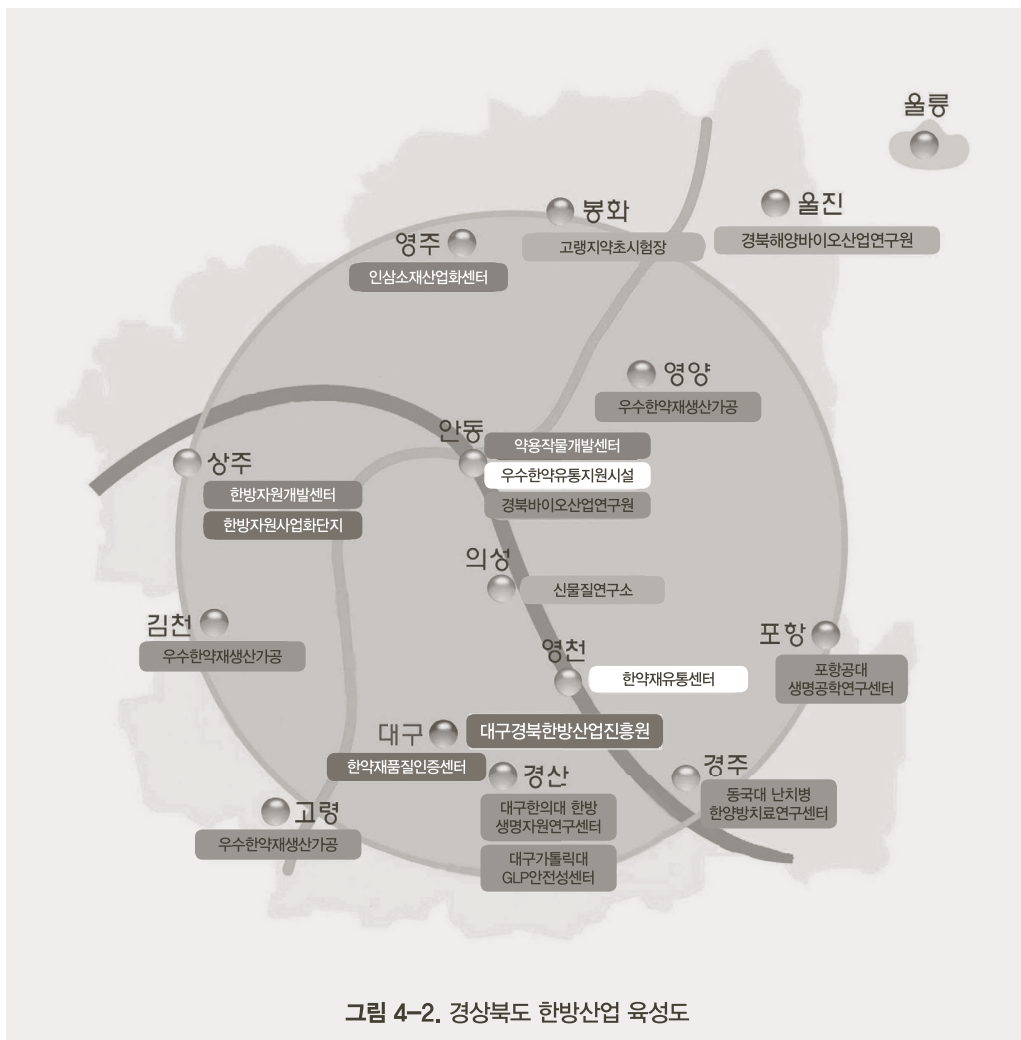 울릉
봉화
고랭지약초시험장
울진
경북해양바이오산업연구원
영주
인삼소재산업화센터
영양
우수한약재생산가공
안동
약용작물개발센터
우수한약유통지원시설
경북바이오산업연구원
상주
한방자원개발센터
한방자원사업화단지
의성
신물질연구소
김천
우수한약재생산가공
포항
포항공대
생명공학연구센터
영천
한약재유통센터
대구
대구경북한방산업진흥원
한약재품질인증센터
경산
대구한의대 한방
생명자원연구센터
대구가톨릭대
GLP안전성센터
경주
동국대 난치병
한양방치료연구센터
고령
우수한약재생산가공
그림 4-2. 경상북도 한방산업 육성도